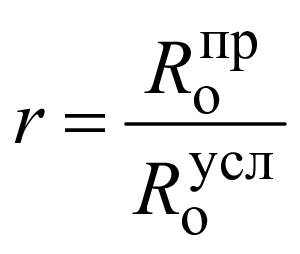 r = R_о^пр / R_о^усл